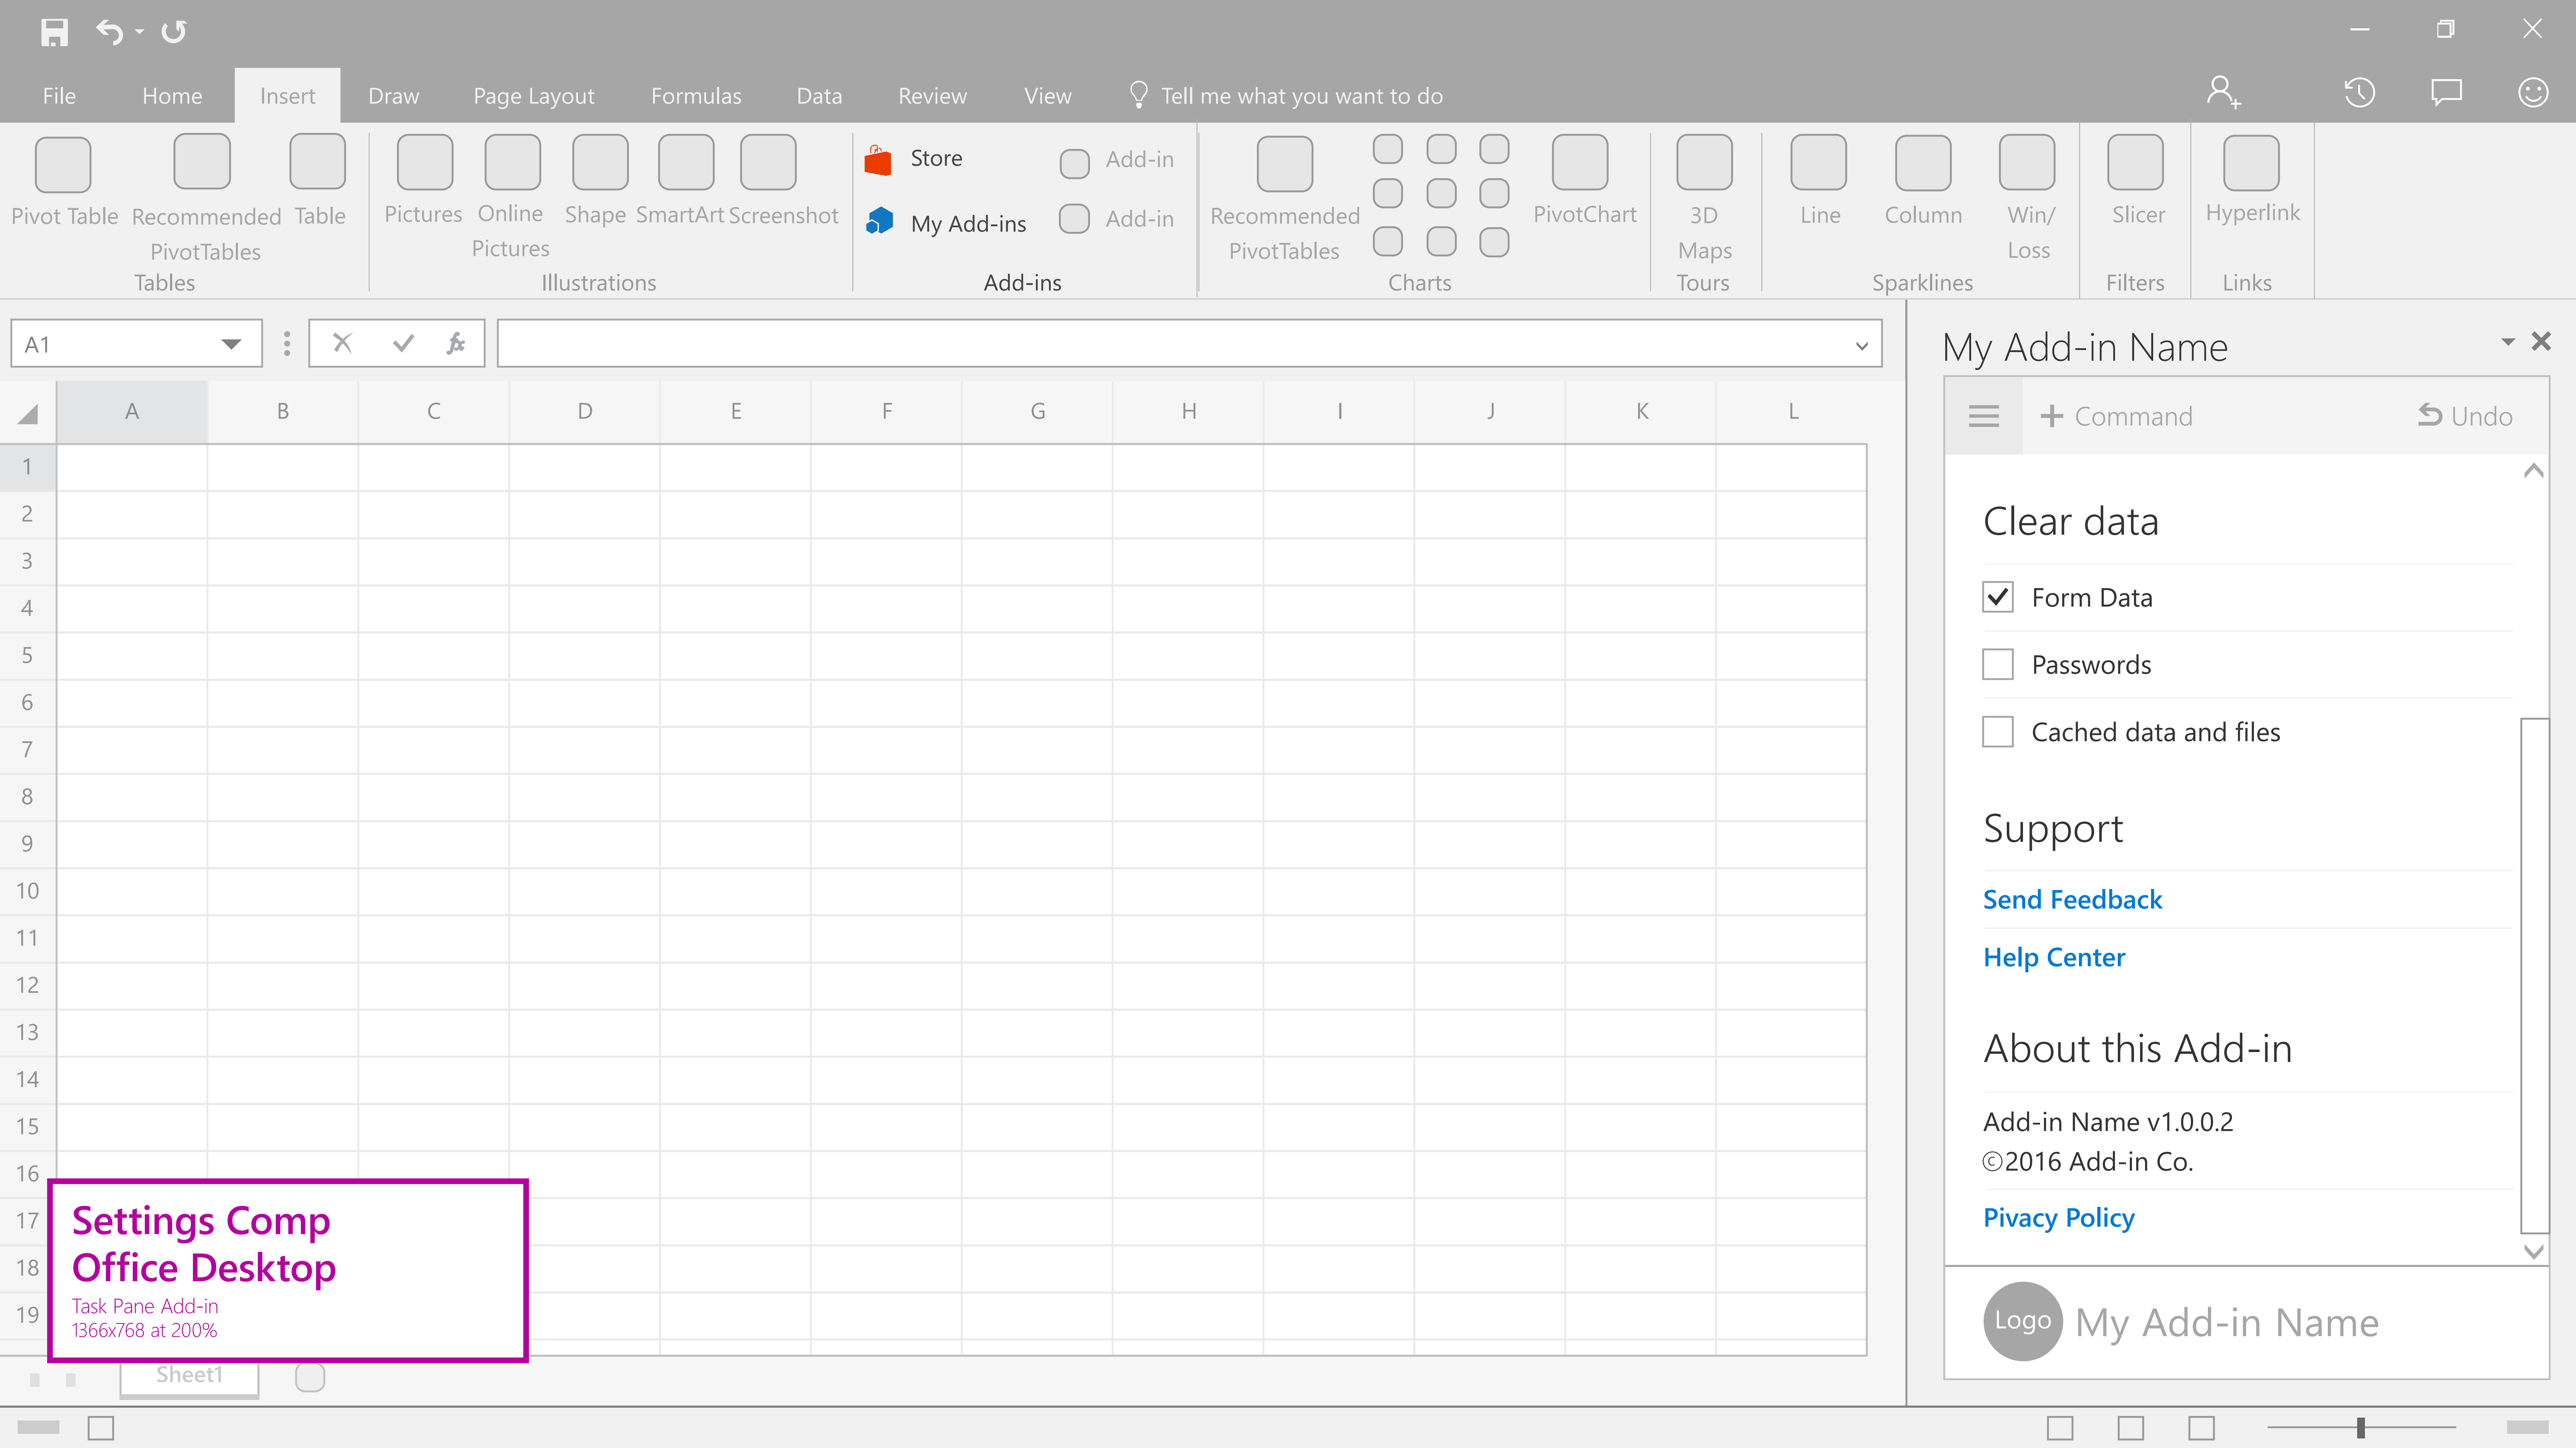 File Home Insert Draw Page Layout Formulas Data Review View Tell me what you want to do
Pivot Table
Recommended
PivotTables
Table
Tables
Pictures
Online
Pictures
Shape
SmartArt
Screenshot
Illustrations
Store
My Add-ins
Add-in
Add-in
Add-ins
Recommended
PivotTables
PivotChart
Charts
3D
Maps
Tours
Line
Column
Win/
Loss
Sparklines
Slicer
Filters
Hyperlink
Links
A1
fx
A B C D E F G H I J K L
1
2
3
4
5
6
7
8
9
10
11
12
13
14
15
16
17
18
19
Settings Comp
Office Desktop
Task Pane Add-in
1366x768 at 200%
Sheet1
My Add-in Name
Command
Undo
Clear data
Form Data
Passwords
Cached data and files
Support
Send Feedback
Help Center
About this Add-in
Add-in Name v1.0.0.2
©2016 Add-in Co.
Pivacy Policy
Logo
My Add-in Name